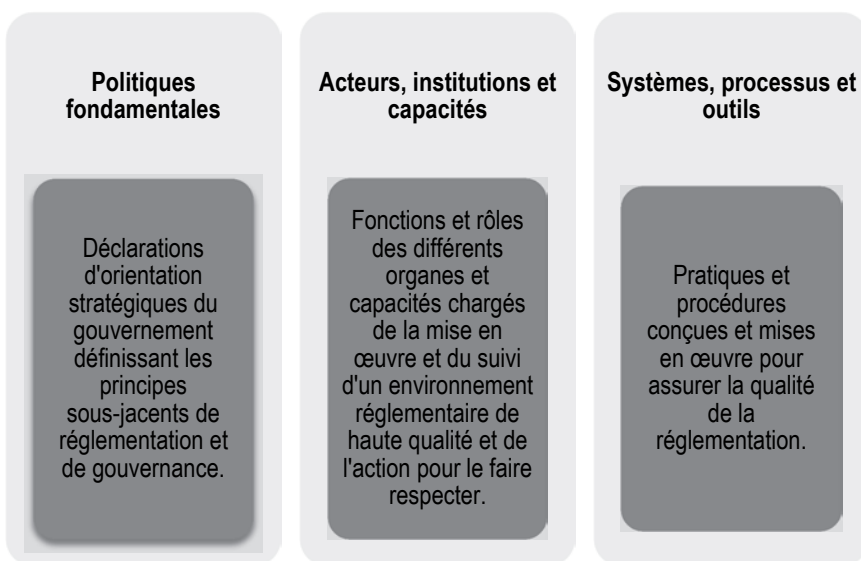 Politiques
fondamentales
Déclarations
d'orientation
stratégiques du
gouvernement
définissant les
principes
sous-jacents de
réglementation et
de gouvernance.
Acteurs, institutions et
capacités
Fonctions et rôles
des différents
organes et
capacités chargés
de la mise en
œuvre et du suivi
d'un environnement
réglementaire de
haute qualité et de
l'action pour le faire
respecter.
Systèmes, processus et
outils
Pratiques et
procédures
conçues et mises
en œuvre pour
assurer la qualité
de la
réglementation.